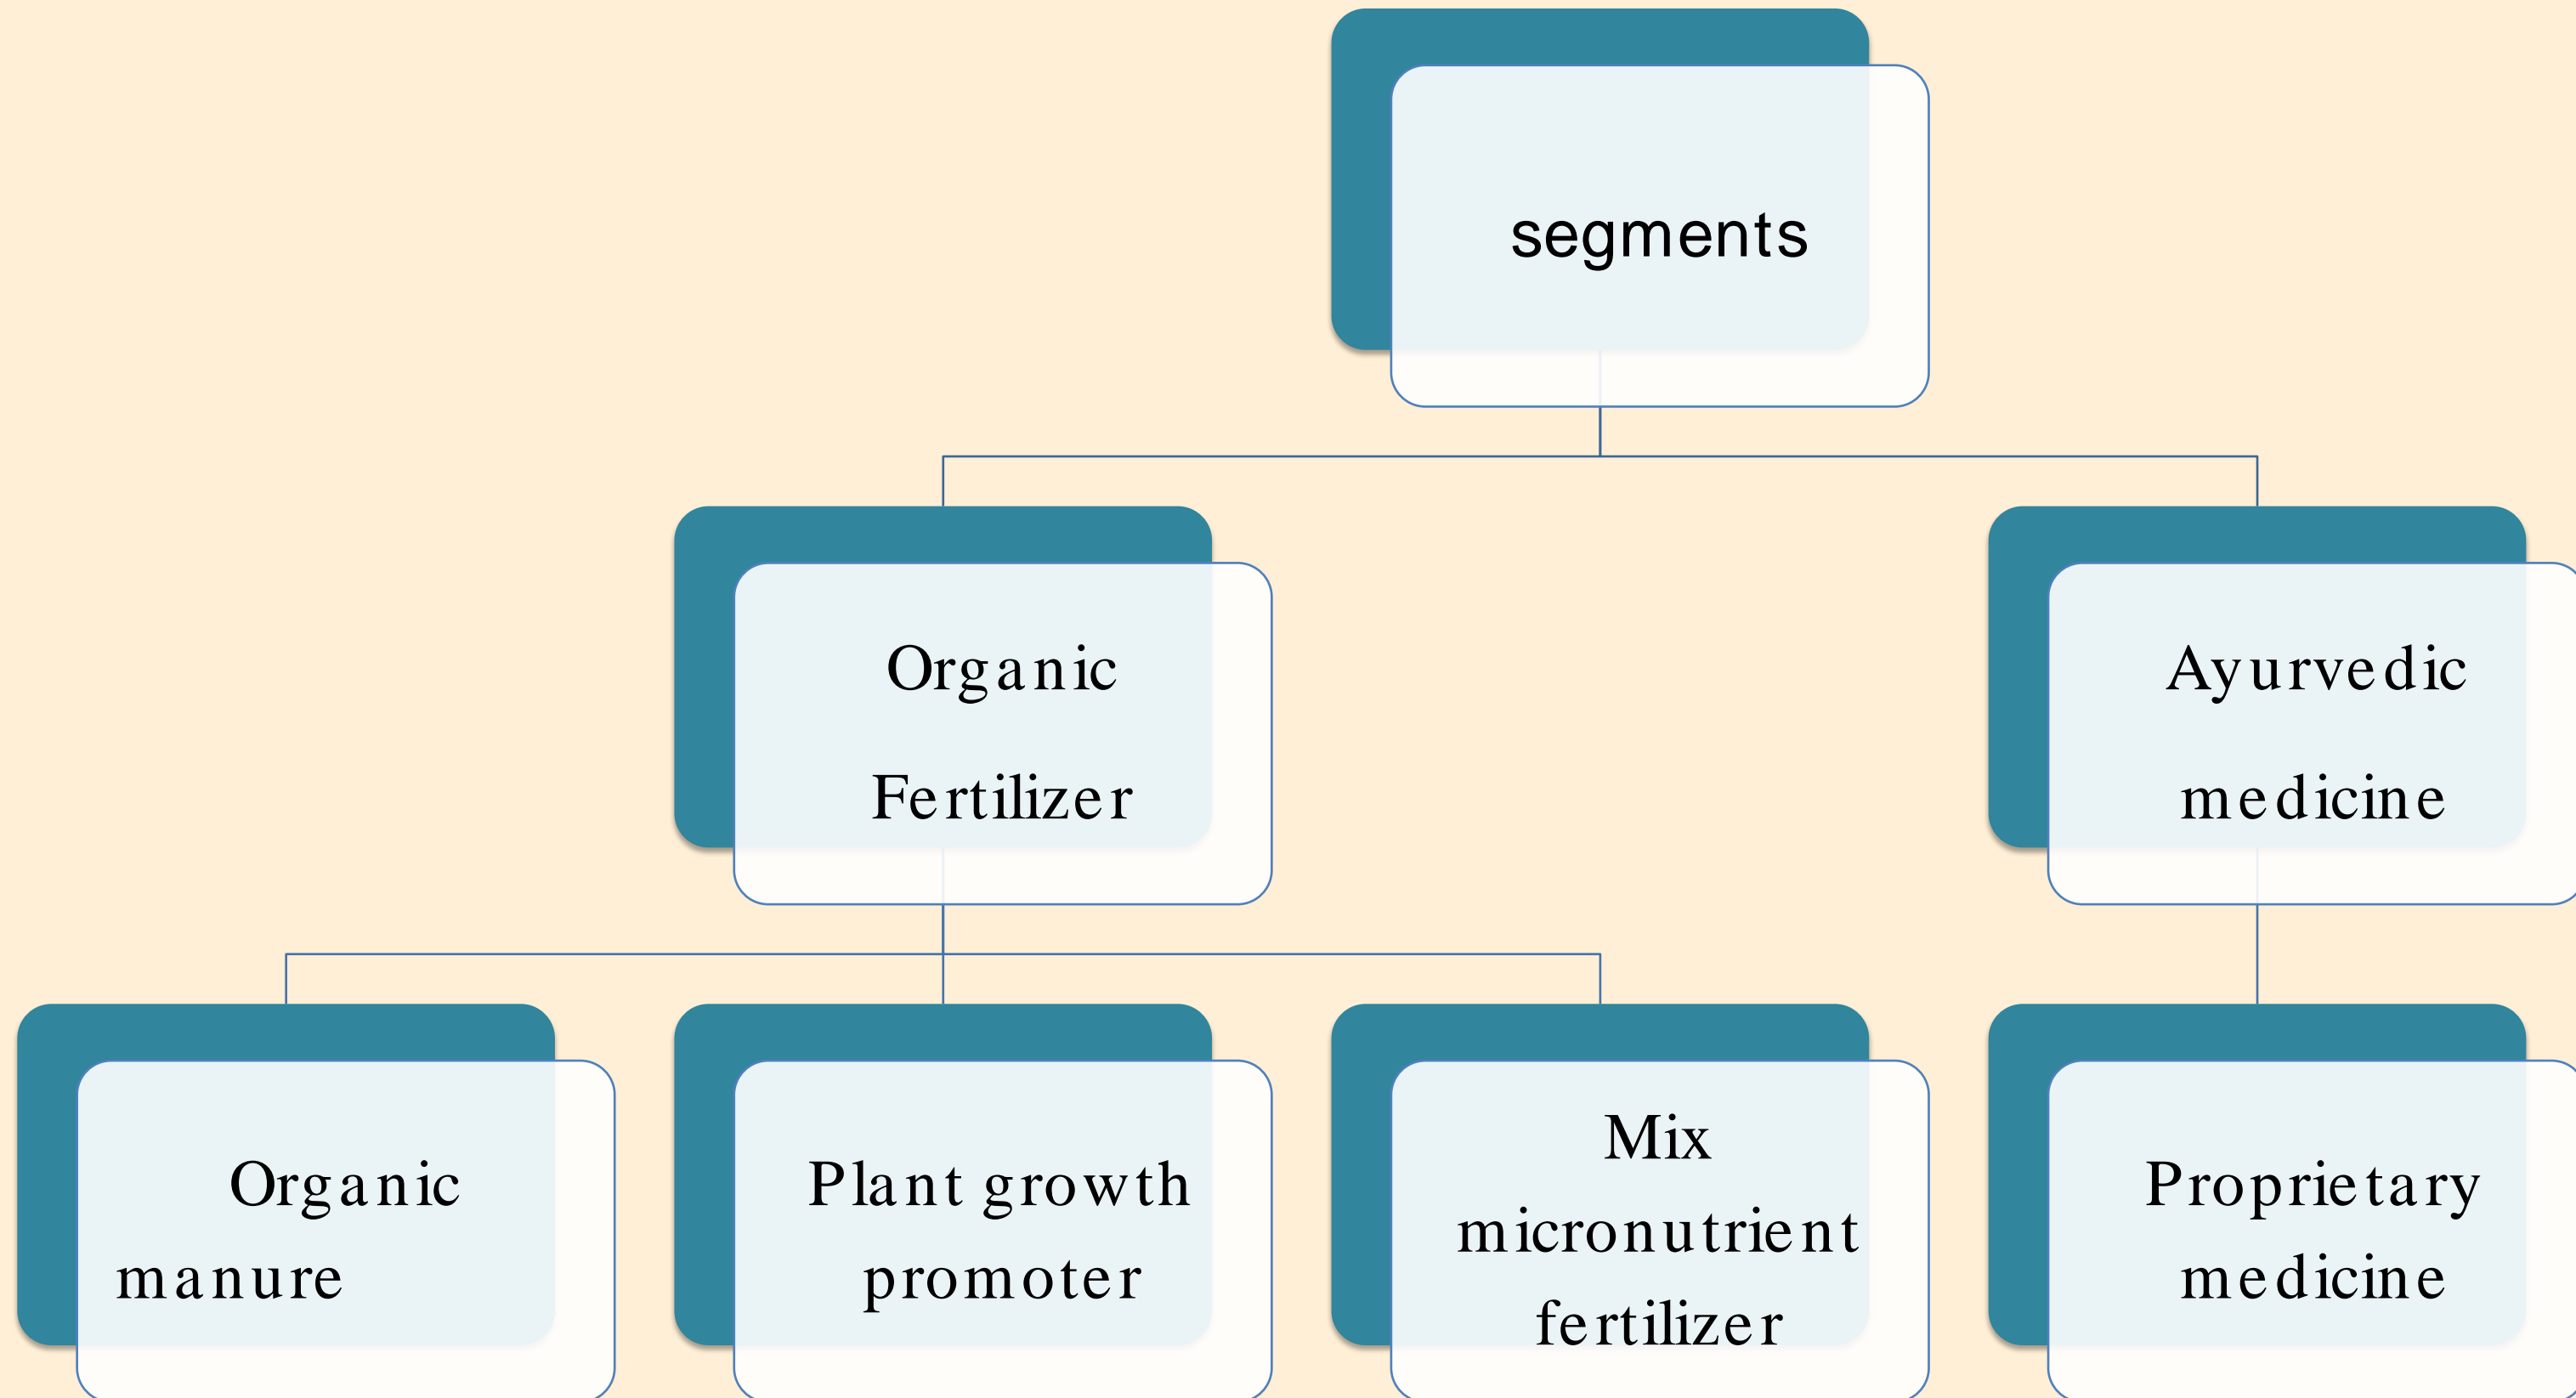 segments
Organic
Fertilizer
Ayurvedic
medicine
Organic
manure
Plant growth
promoter
Mix
micronutrient
fertilizer
Proprietary
medicine